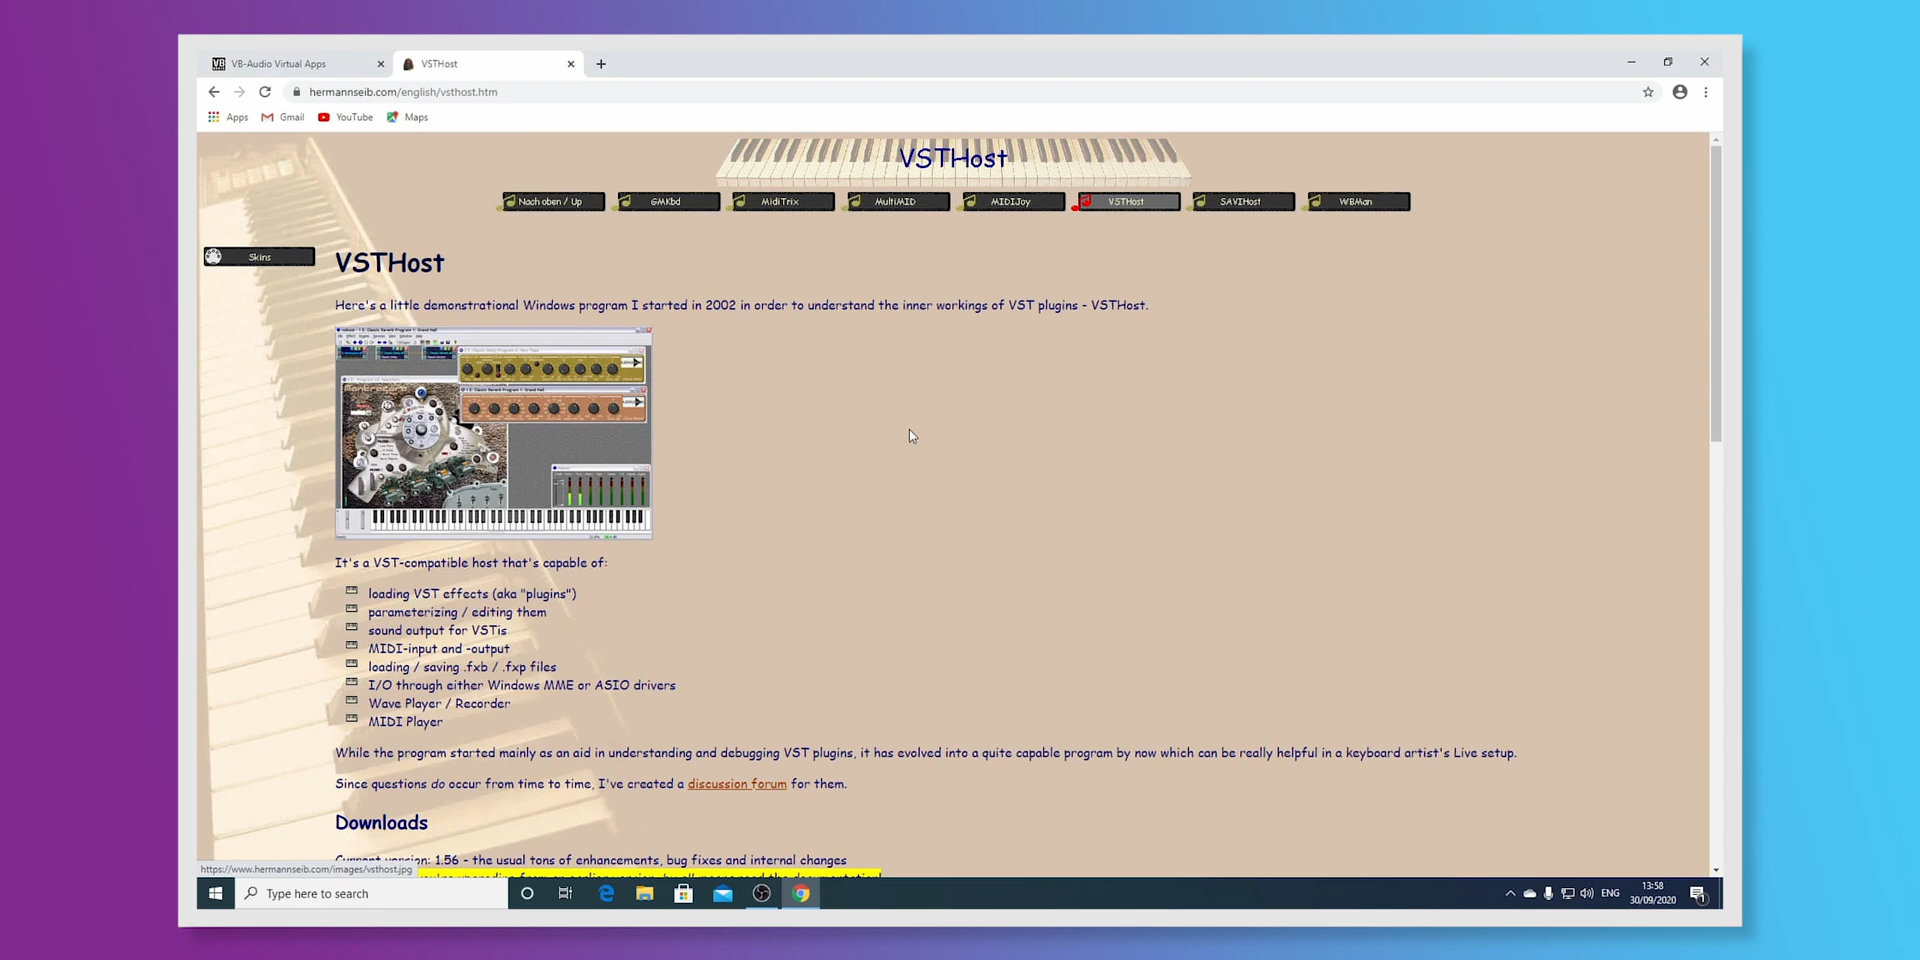 VB-Audio Virtual Apps
VSTHost
hermannseib.com/english/vsthost.htm
Apps Gmail YouTube Maps
VSTHost
Nach oben / Up GMKbd MidiTrix MultiMID MIDIJoy VSTHost SAVIHost WBMan
Skins
VSTHost
Here's a little demonstrational Windows program I started in 2002 in order to understand the inner workings of VST plugins - VSTHost.
It's a VST-compatible host that's capable of:
loading VST effects (aka "plugins")
parameterizing / editing them
sound output for VSTis
MIDI-input and -output
loading / saving .fxb / .fxp files
I/O through either Windows MME or ASIO drivers
Wave Player / Recorder
MIDI Player
While the program started mainly as an aid in understanding and debugging VST plugins, it has evolved into a quite capable program by now which can be really helpful in a keyboard artist's Live setup.
Since questions do occur from time to time, I've created a discussion forum for them.
Downloads
Current version: 1.56 - the usual tons of enhancements, bug fixes and internal changes
https://www.hermannseib.com/images/vsthost.jpg
Type here to search
ENG
13:58
30/09/2020
1